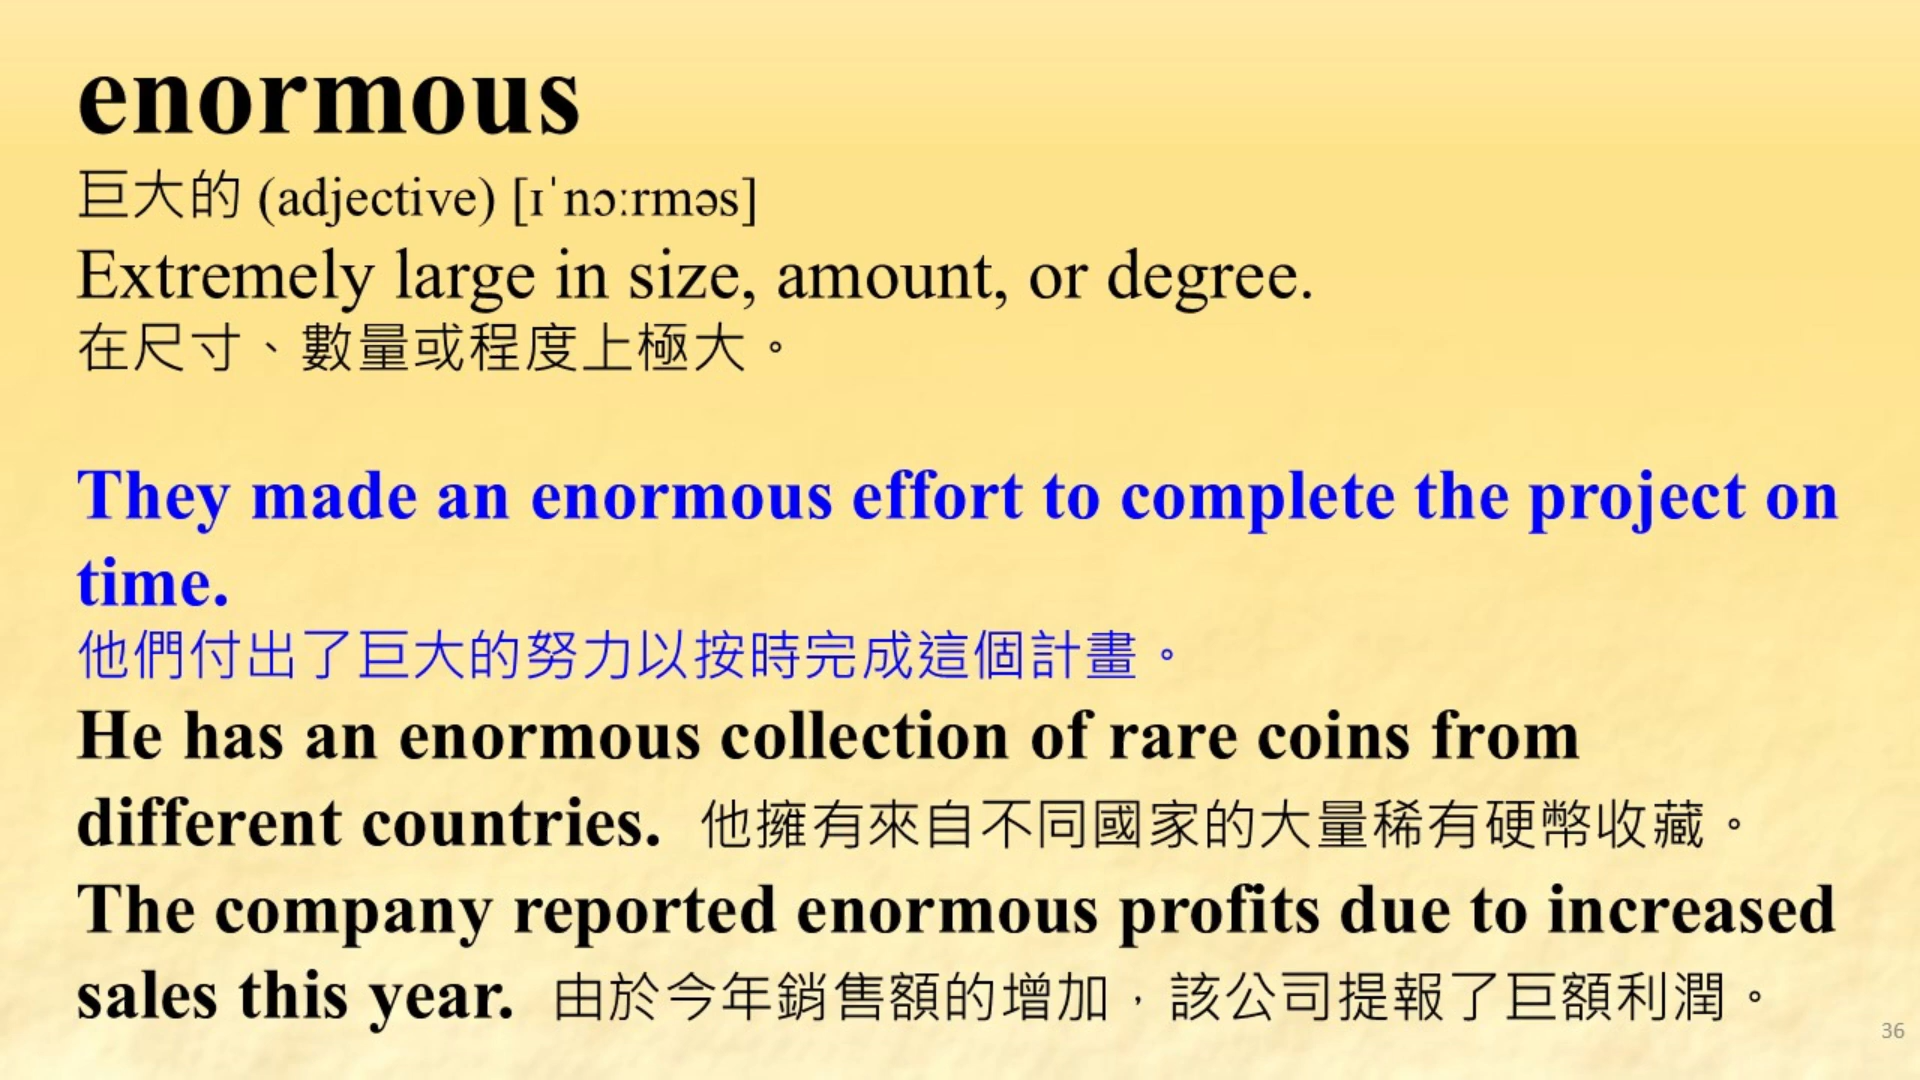 enormous
巨大的 (adjective) [ɪˈnɔːrməs]
Extremely large in size, amount, or degree.
在尺寸、數量或程度上極大。
They made an enormous effort to complete the project on
time.
他們付出了巨大的努力以按時完成這個計畫。
He has an enormous collection of rare coins from
different countries. 他擁有來自不同國家的大量稀有硬幣收藏。
The company reported enormous profits due to increased
sales this year. 由於今年銷售額的增加，該公司提報了巨額利潤。
36